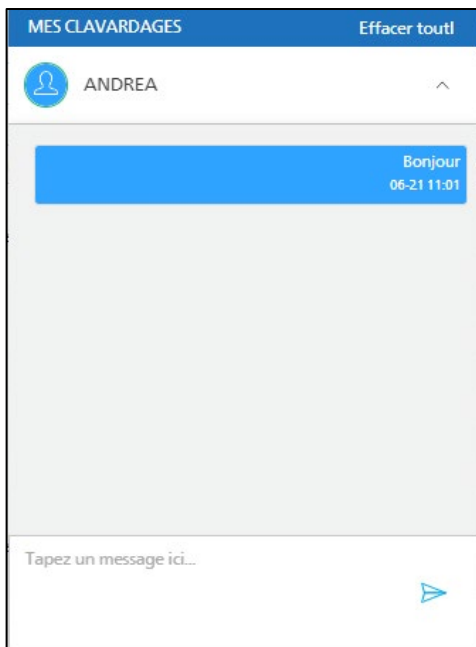 MES CLAVARDAGES Effacer toutl
ANDREA
Bonjour
06-21 11:01
Tapez un message ici...